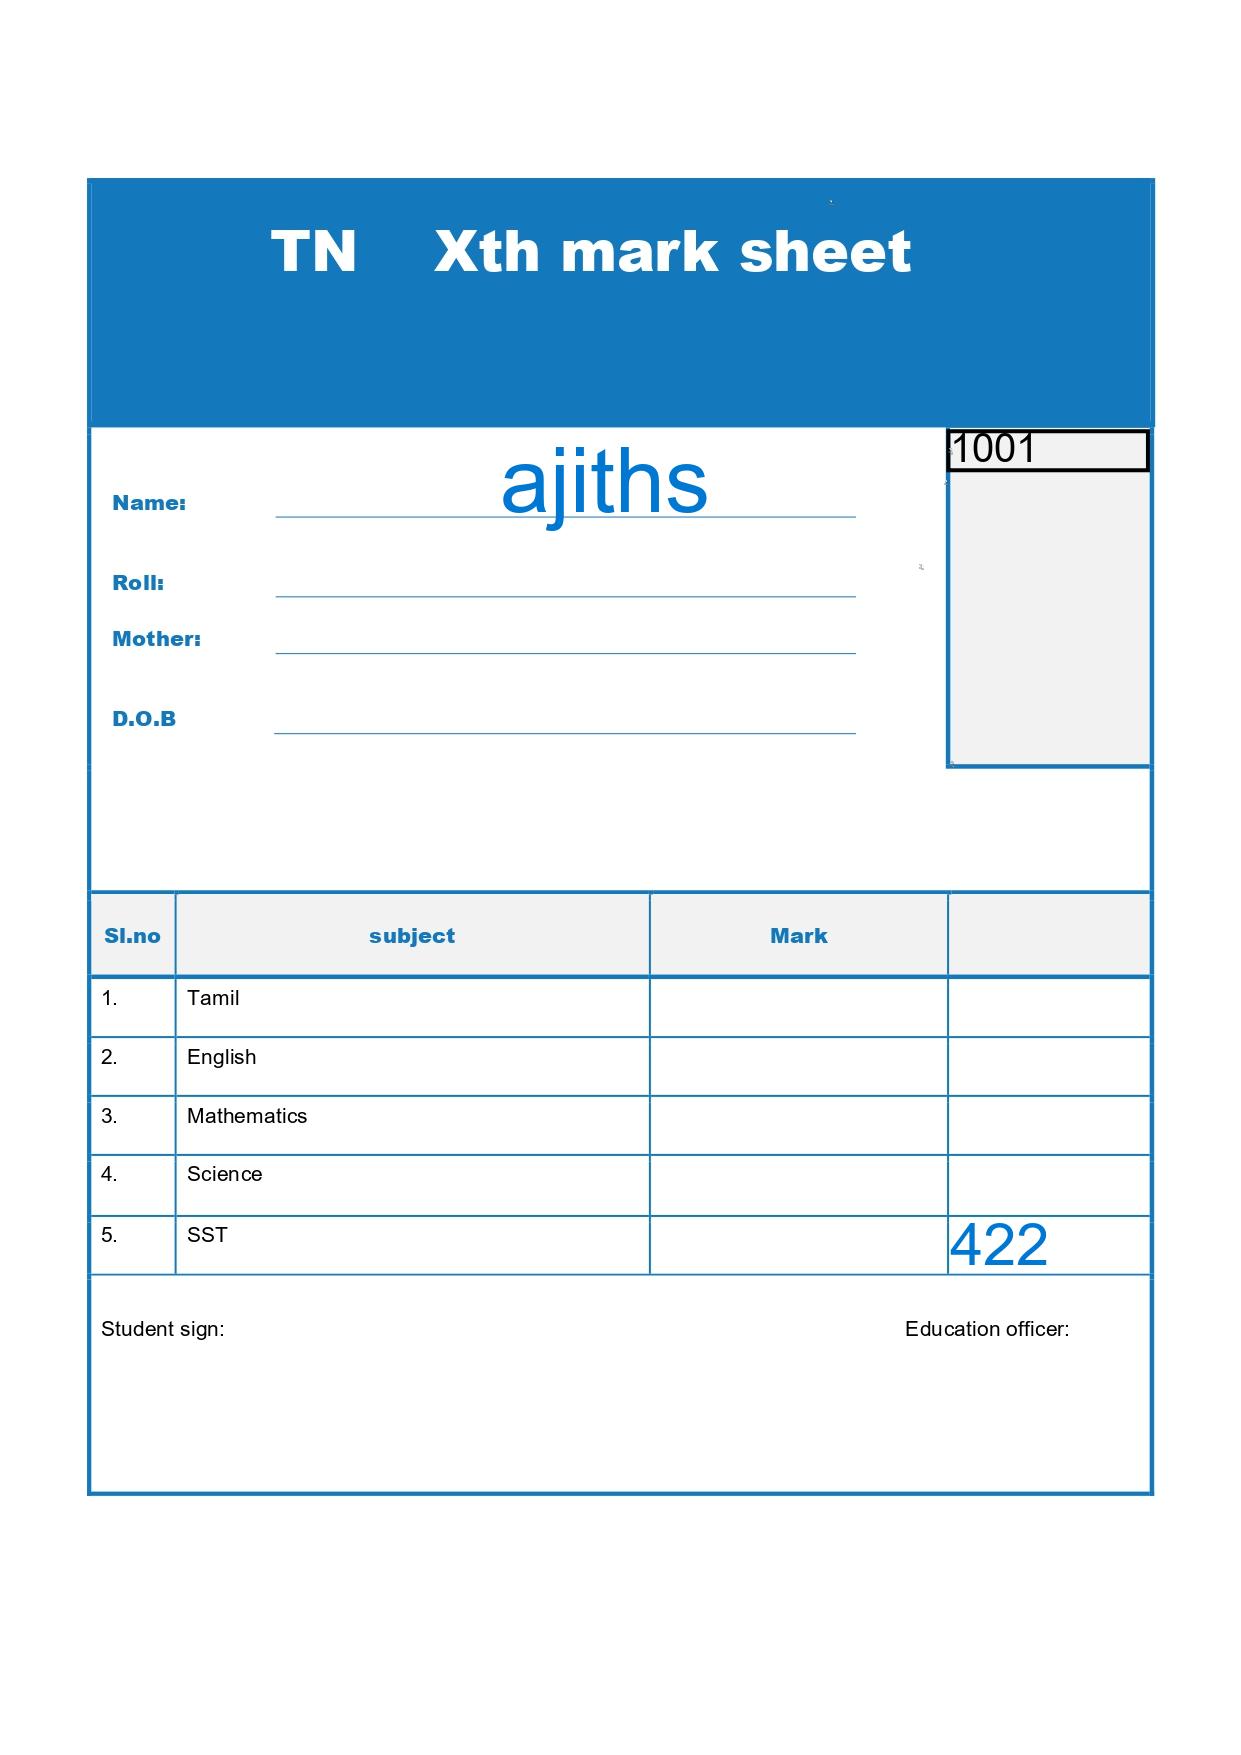 TN Xth mark sheet
1001
Name: ajiths
Roll:
Mother:
D.O.B
Sl.no subject Mark
1. Tamil
2. English
3. Mathematics
4. Science
5. SST 422
Student sign: Education officer: